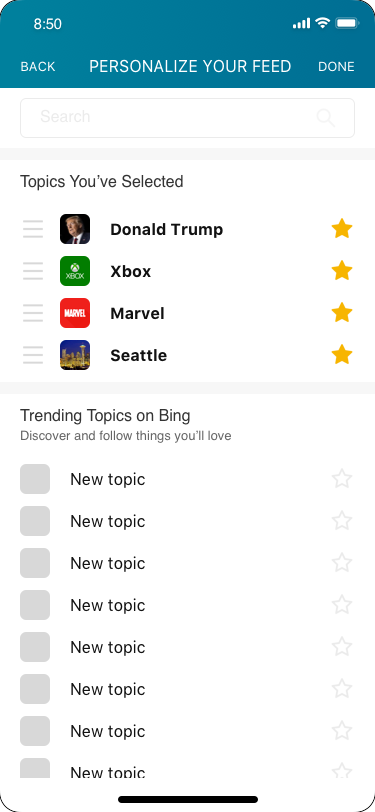 8:50
BACK PERSONALIZE YOUR FEED DONE
Search
Topics You’ve Selected
Donald Trump
XBOX
Xbox
MARVEL
Marvel
Seattle
Trending Topics on Bing
Discover and follow things you’ll love
New topic
New topic
New topic
New topic
New topic
New topic
New topic
New topic